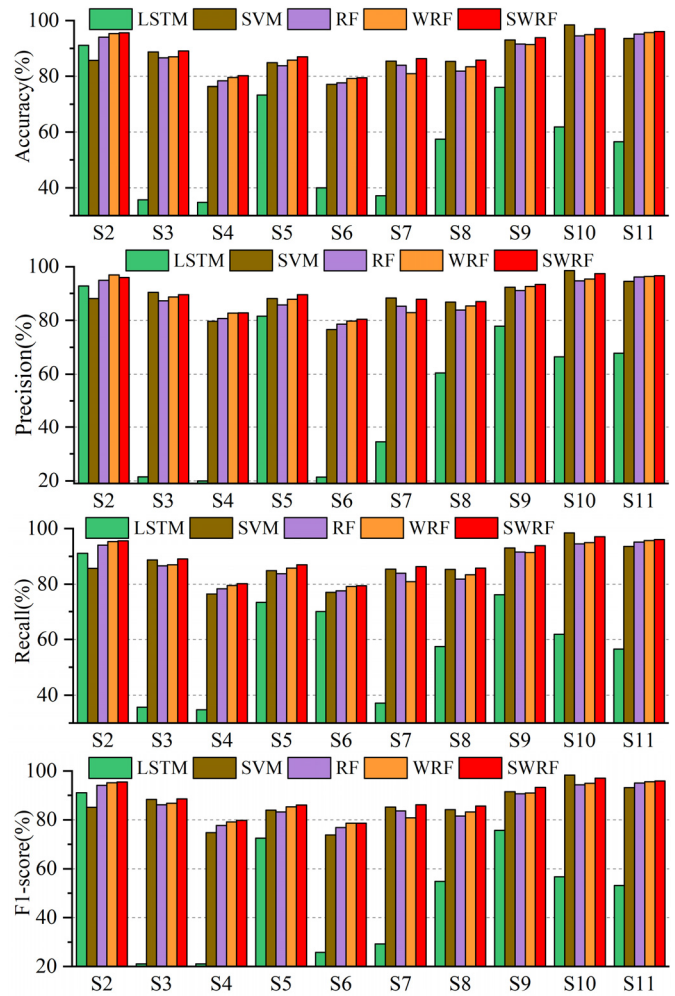 LSTM SVM RF WRF SWRF
Accuracy(%)
100
80
60
40
S2 S3 S4 S5 S6 S7 S8 S9 S10 S11
LSTM SVM RF WRF SWRF
Precision(%)
100
80
60
40
20
S2 S3 S4 S5 S6 S7 S8 S9 S10 S11
LSTM SVM RF WRF SWRF
Recall(%)
100
80
60
40
S2 S3 S4 S5 S6 S7 S8 S9 S10 S11
LSTM SVM RF WRF SWRF
F1-score(%)
100
80
60
40
20
S2 S3 S4 S5 S6 S7 S8 S9 S10 S11